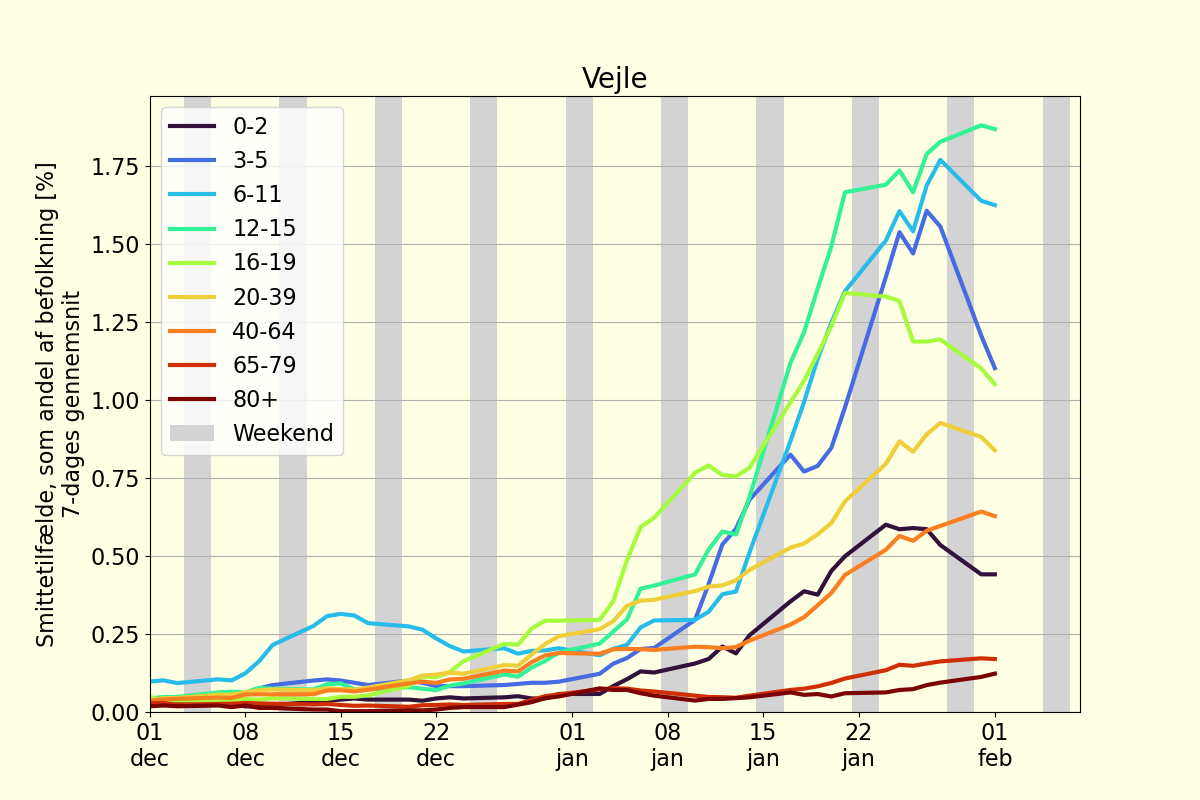 Vejle
Smittetilfælde, som andel af befolkning [%]
7-dages gennemsnit
1.75
1.50
1.25
1.00
0.75
0.50
0.25
0.00
0-2
3-5
6-11
12-15
16-19
20-39
40-64
65-79
80+
Weekend
01 08 15 22 01 08 15 22 01
dec dec dec dec jan jan jan jan feb